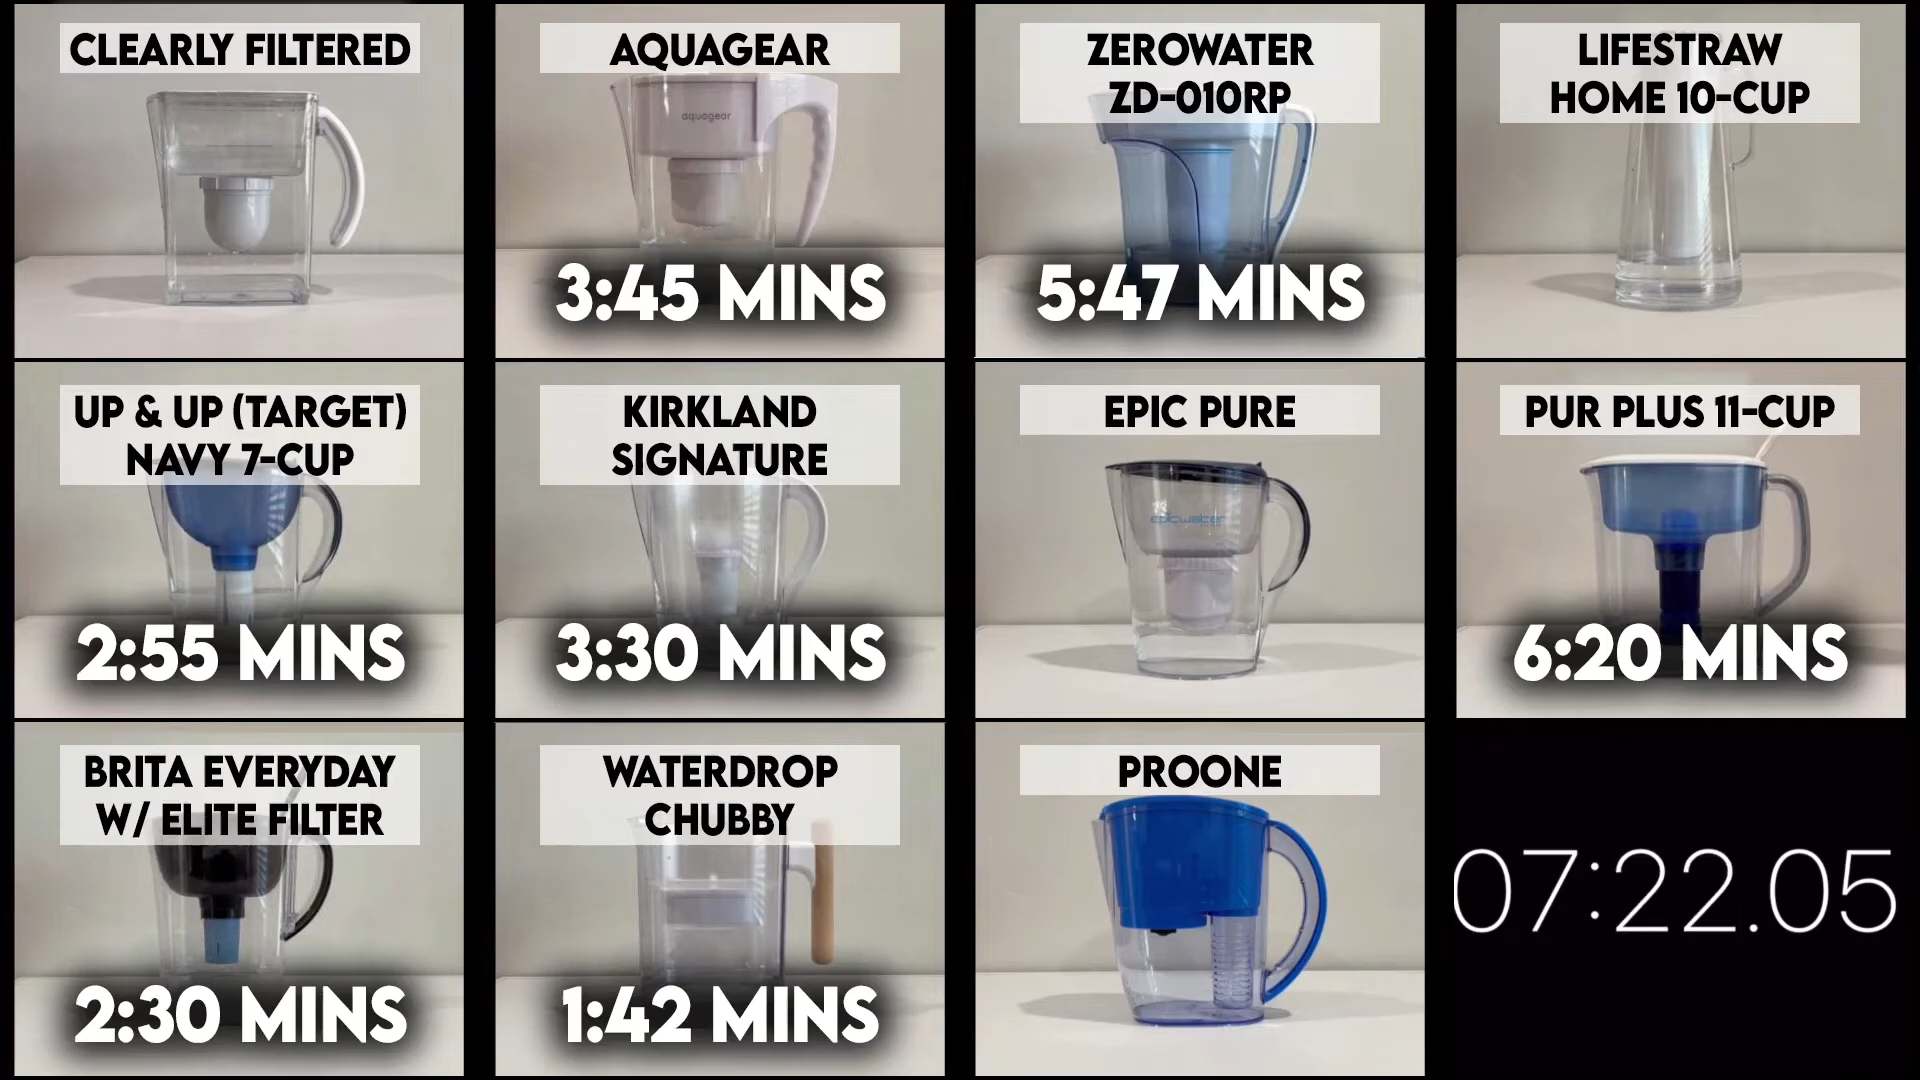 CLEARLY FILTERED
AQUAGEAR
aquagear
3:45 MINS
ZEROWATER
ZD-010RP
5:47 MINS
LIFESTRAW
HOME 10-CUP
UP & UP (TARGET)
NAVY 7-CUP
2:55 MINS
KIRKLAND
SIGNATURE
3:30 MINS
EPIC PURE
epicwater
PUR PLUS 11-CUP
6:20 MINS
BRITA EVERYDAY
W/ ELITE FILTER
2:30 MINS
WATERDROP
CHUBBY
1:42 MINS
PROONE
07:22.05